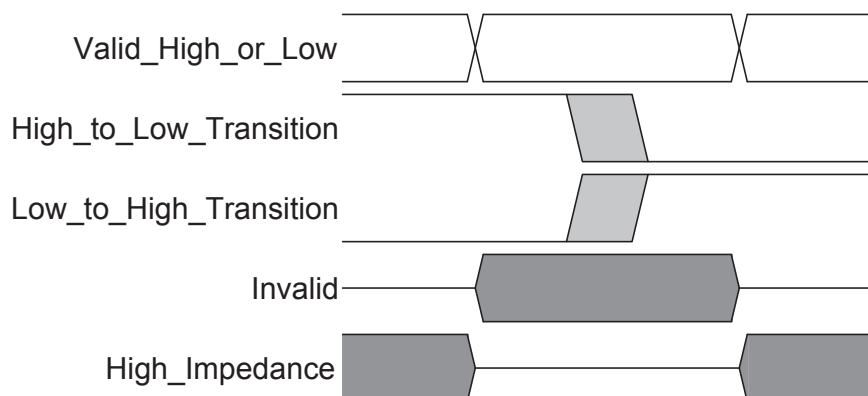 Valid_High_or_Low
High_to_Low_Transition
Low_to_High_Transition
Invalid
High_Impedance